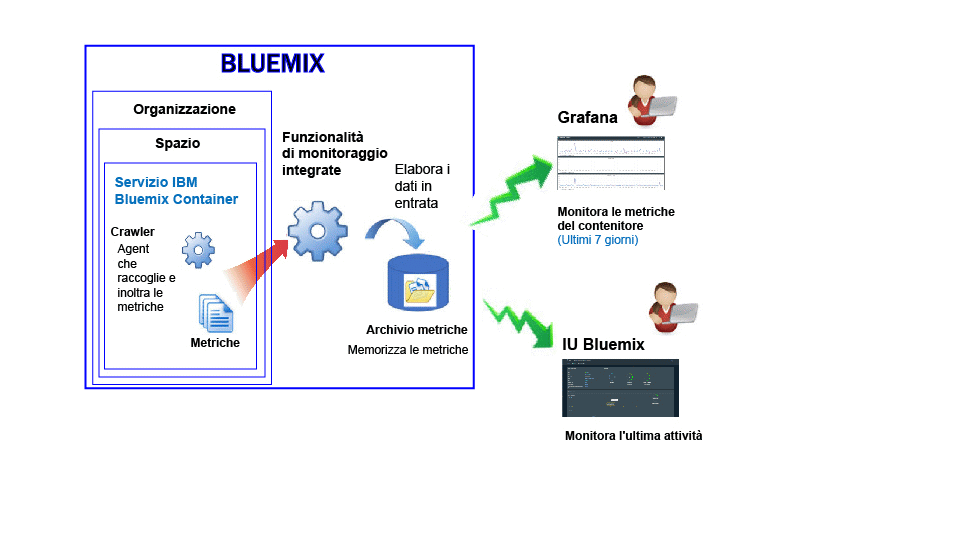 BLUEMIX
Organizzazione
Spazio
Servizio IBM
Bluemix Container
Crawler
Agent
che
raccoglie e
inoltra le
metriche
Metriche
Funzionalità
di monitoraggio
integrate
Elabora i
dati in
entrata
Archivio metriche
Memorizza le metriche
Grafana
Monitora le metriche
del contenitore
(Ultimi 7 giorni)
IU Bluemix
Monitora l'ultima attività